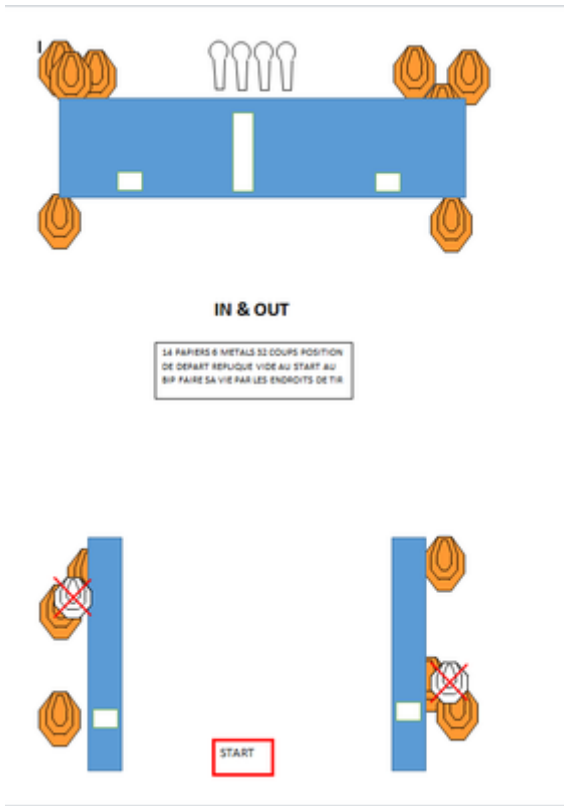 IN & OUT
14 PAPIERS 6 METALS 32 COUPS POSITION
DE DEPART REPLIQUE VIDE AU START AU
BIP FAIRE SA VIE PAR LES ENDROITS DE TIR
START